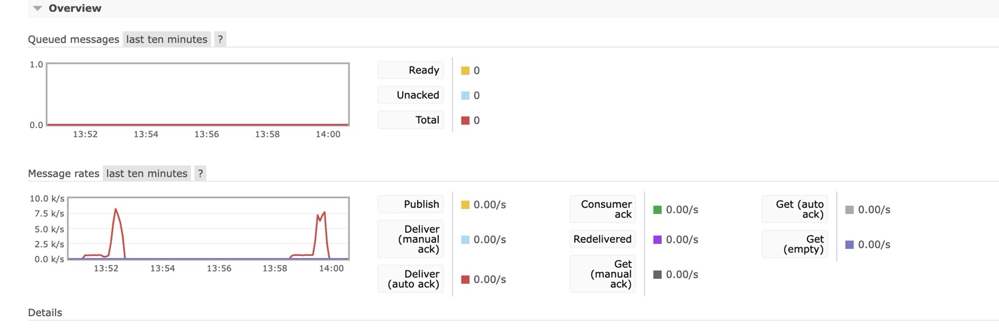 Overview
Queued messages last ten minutes ?
1.0
0.0
13:52 13:54 13:56 13:58 14:00
Ready 0
Unacked 0
Total 0
Message rates last ten minutes ?
10.0 k/s
7.5 k/s
5.0 k/s
2.5 k/s
0.0 k/s
13:52 13:54 13:56 13:58 14:00
Publish 0.00/s
Deliver
(manual
ack) 0.00/s
Deliver
(auto ack) 0.00/s
Consumer
ack 0.00/s
Redelivered 0.00/s
Get
(manual
ack) 0.00/s
Get (auto
ack) 0.00/s
Get
(empty) 0.00/s
Details